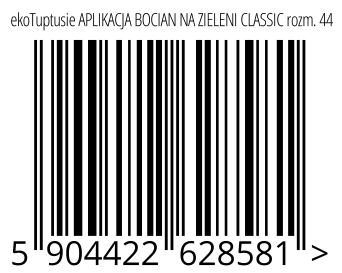 ekoTuptusie APLIKACJA BOCIAN NA ZIELENI CLASSIC rozm. 44
5 904422 628581 >